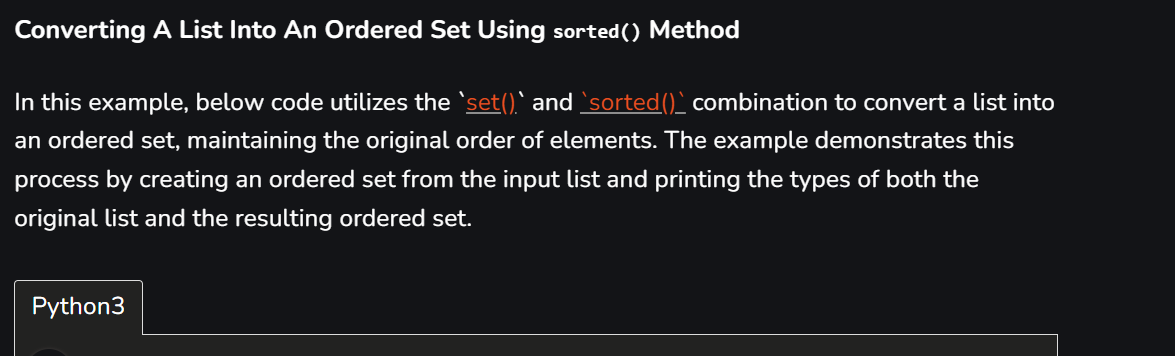 Converting A List Into An Ordered Set Using sorted() Method
In this example, below code utilizes the `set()` and `sorted()` combination to convert a list into
an ordered set, maintaining the original order of elements. The example demonstrates this
process by creating an ordered set from the input list and printing the types of both the
original list and the resulting ordered set.
Python3